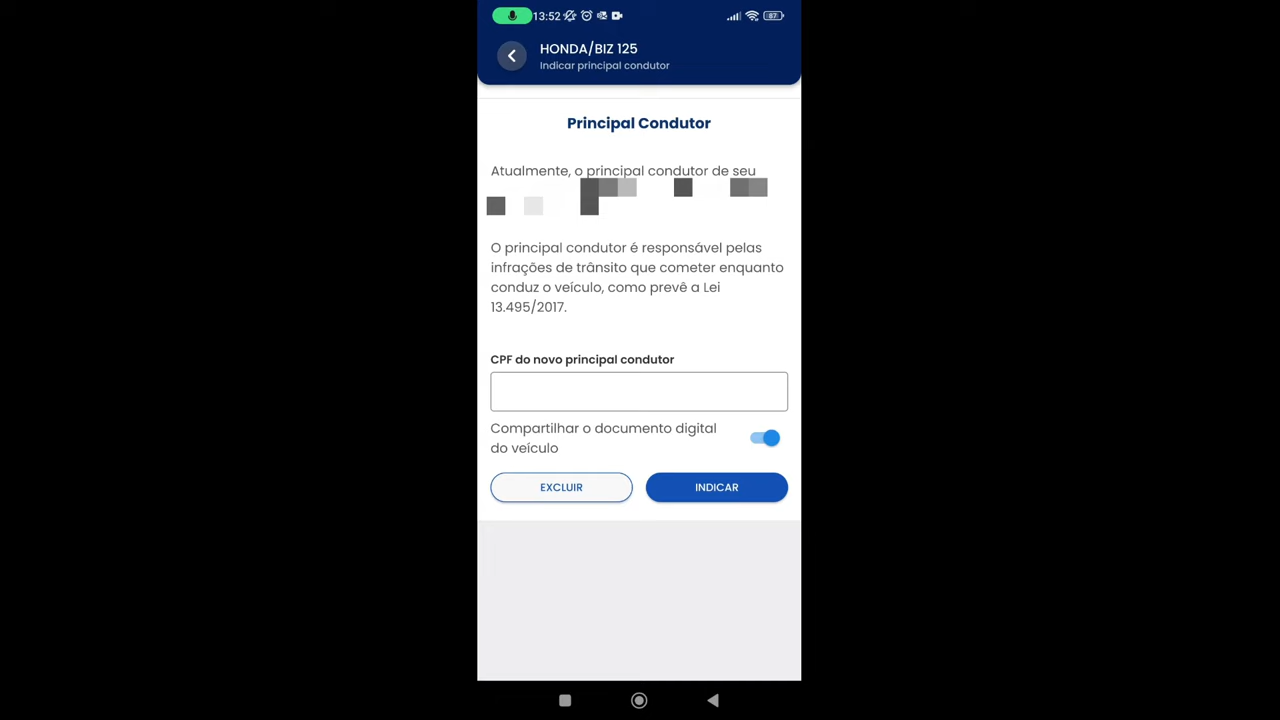 13:52
67
HONDA/BIZ 125
Indicar principal condutor
Principal Condutor
Atualmente, o principal condutor de seu
O principal condutor é responsável pelas
infrações de trânsito que cometer enquanto
conduz o veículo, como prevê a Lei
13.495/2017.
CPF do novo principal condutor
Compartilhar o documento digital
do veículo
EXCLUIR
INDICAR